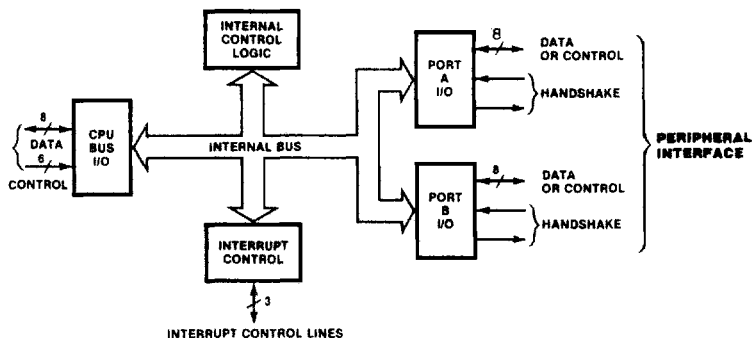 INTERNAL
CONTROL
LOGIC
8
DATA
6
CONTROL
CPU
BUS
I/O
INTERNAL BUS
INTERRUPT
CONTROL
3
INTERRUPT CONTROL LINES
PORT
A
I/O
8
DATA
OR CONTROL
HANDSHAKE
PORT
B
I/O
8
DATA
OR CONTROL
HANDSHAKE
PERIPHERAL
INTERFACE